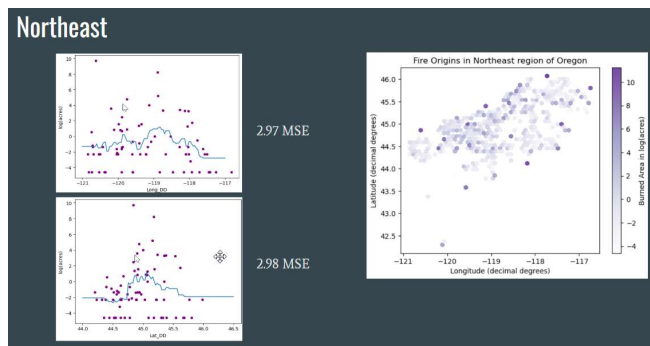 Northeast
10
8
6
4
2
0
−2
−4
log(acres)
−121 −120 −119 −118 −117
Long_DD
2.97 MSE
10
8
6
4
2
0
−2
−4
log(acres)
44.0 44.5 45.0 45.5 46.0 46.5
Lat_DD
2.98 MSE
Fire Origins in Northeast region of Oregon
46.0
45.5
45.0
44.5
44.0
43.5
43.0
42.5
Latitude (decimal degrees)
−121 −120 −119 −118 −117
Longitude (decimal degrees)
10
8
6
4
2
0
−2
−4
Burned Area in log(acres)